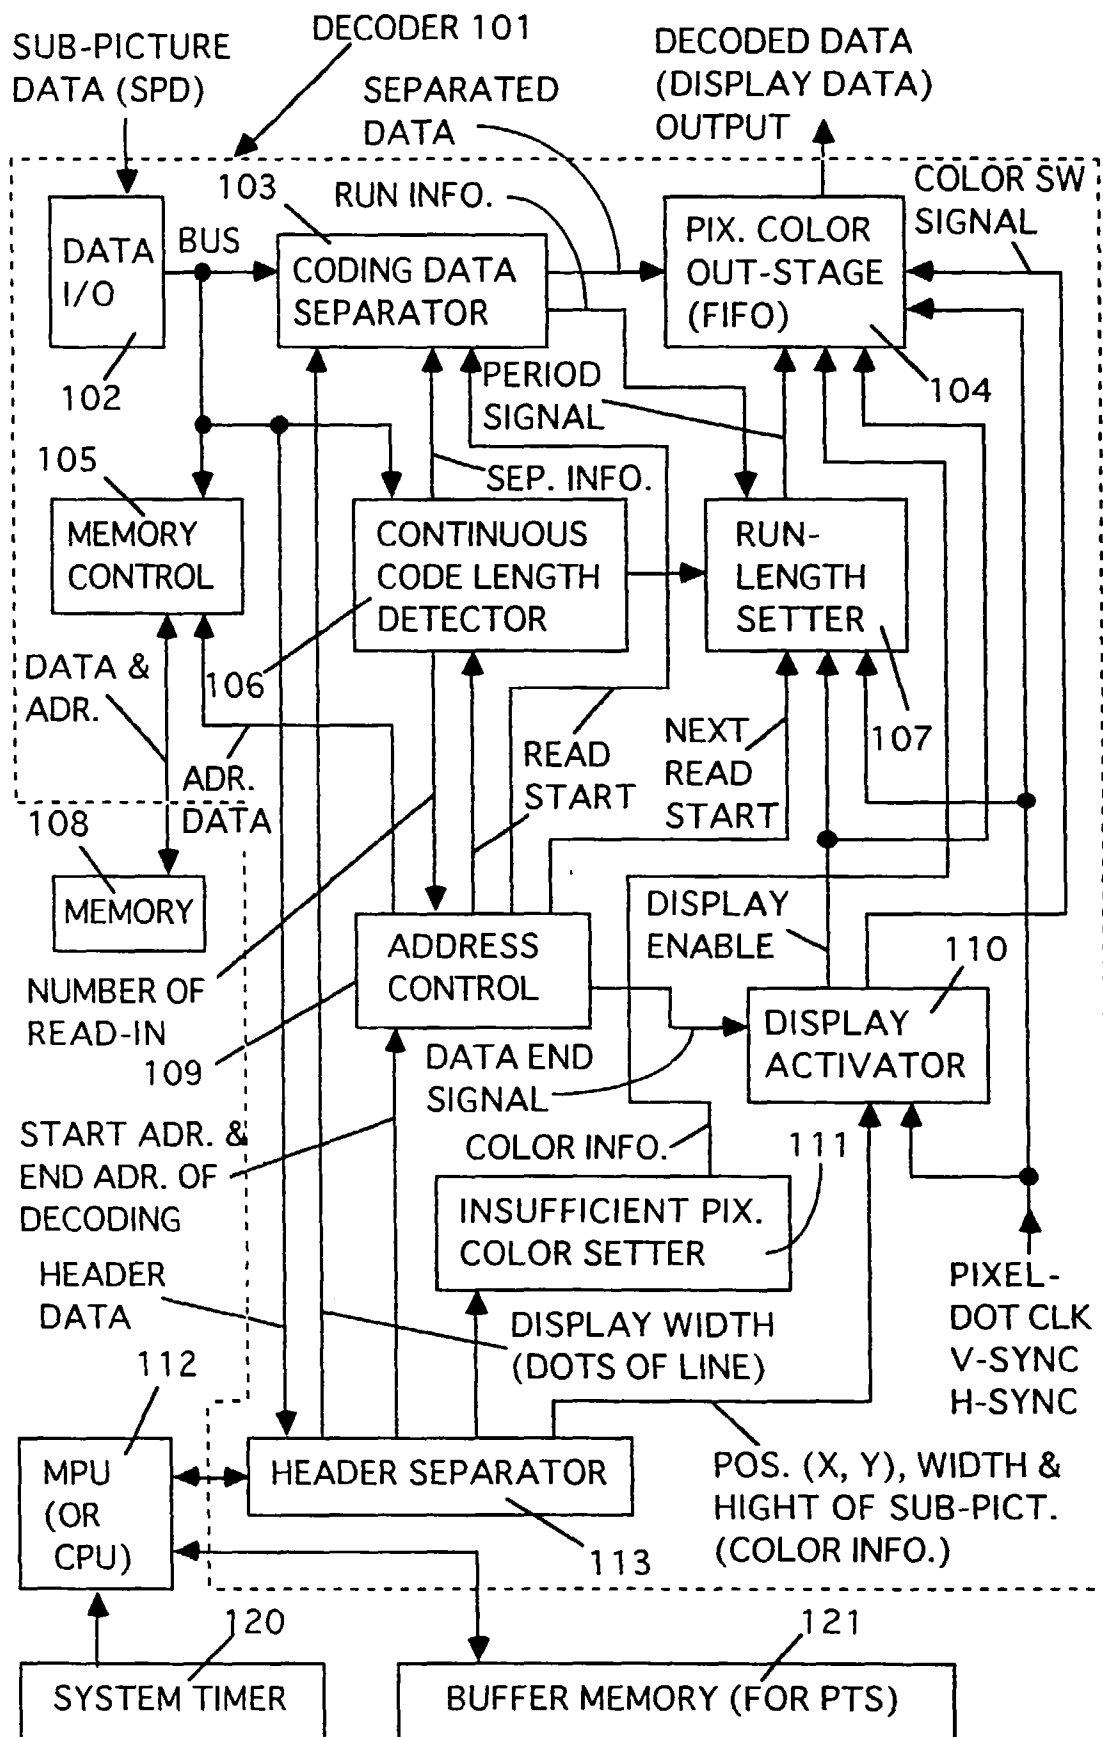 DECODER 101
SUB-PICTURE
DATA (SPD)
SEPARATED
DATA
DECODED DATA
(DISPLAY DATA)
OUTPUT
103
RUN INFO.
COLOR SW
SIGNAL
DATA
I/O
BUS
CODING DATA
SEPARATOR
PIX. COLOR
OUT-STAGE
(FIFO)
102
PERIOD
SIGNAL
104
105
SEP. INFO.
MEMORY
CONTROL
CONTINUOUS
CODE LENGTH
DETECTOR
RUN-
LENGTH
SETTER
DATA &
ADR.
106
107
READ
START
NEXT
READ
START
ADR.
DATA
108
MEMORY
DISPLAY
ENABLE
ADDRESS
CONTROL
110
NUMBER OF
READ-IN
109
DISPLAY
ACTIVATOR
DATA END
SIGNAL
START ADR. &
END ADR. OF
DECODING
COLOR INFO.
111
INSUFFICIENT PIX.
COLOR SETTER
HEADER
DATA
PIXEL-
DOT CLK
V-SYNC
H-SYNC
DISPLAY WIDTH
(DOTS OF LINE)
112
MPU
(OR
CPU)
HEADER SEPARATOR
113
POS. (X, Y), WIDTH &
HIGHT OF SUB-PICT.
(COLOR INFO.)
120
121
SYSTEM TIMER
BUFFER MEMORY (FOR PTS)